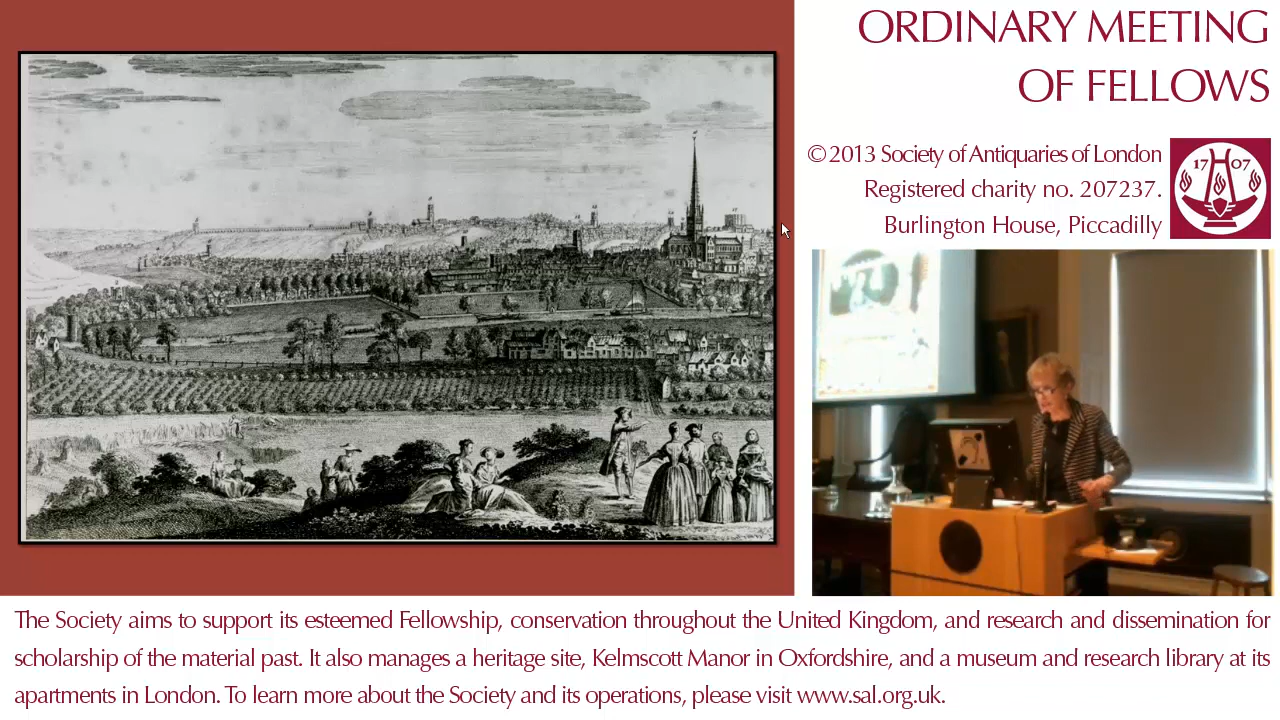 ORDINARY MEETING
OF FELLOWS
© 2013 Society of Antiquaries of London
Registered charity no. 207237.
Burlington House, Piccadilly
17 07
The Society aims to support its esteemed Fellowship, conservation throughout the United Kingdom, and research and dissemination for
scholarship of the material past. It also manages a heritage site, Kelmscott Manor in Oxfordshire, and a museum and research library at its
apartments in London. To learn more about the Society and its operations, please visit www.sal.org.uk.